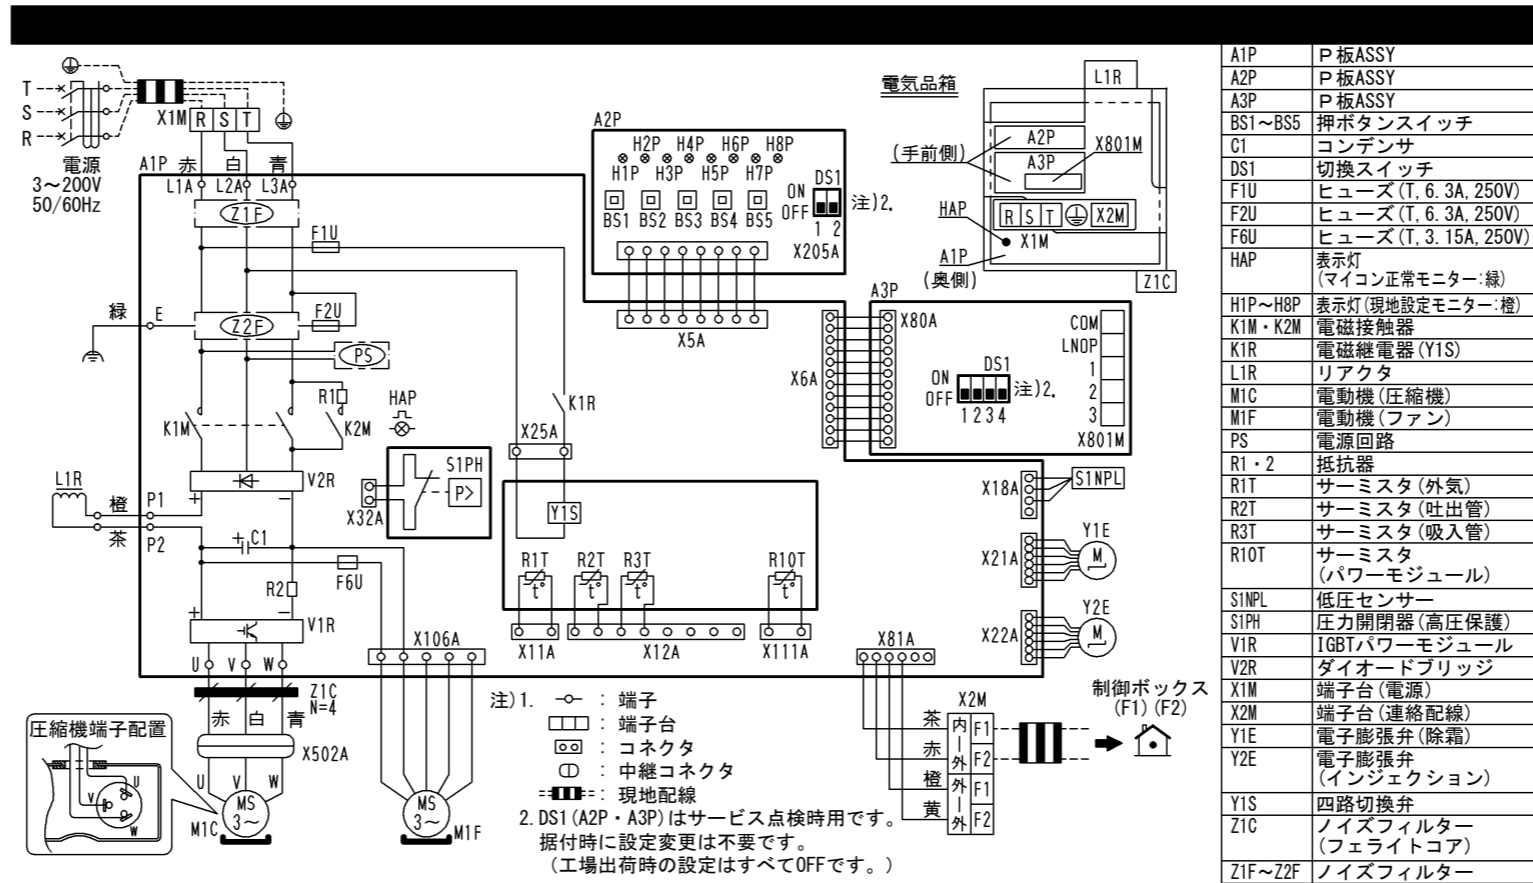 T
S
R
電源
3～200V
50/60Hz
X1M R S T
A1P 赤 白 青
L1A L2A L3A
Z1F
F1U
緑 E
Z2F
F2U
PS
R1
K1M
K2M
HAP
K1R
X25A
L1R
橙 P1
茶 P2
+ −
V2R
S1PH
P>
X32A
+ C1
F6U
R2
+ −
V1R
U V W
Z1C
N=4
赤 白 青
X502A
圧縮機端子配置
U
V
W
U V W
MS
3～
M1C
X106A
MS
3～
M1F
A2P
H2P H4P H6P H8P
H1P H3P H5P H7P
BS1 BS2 BS3 BS4 BS5
DS1
ON
OFF
注)2.
1 2
X205A
X5A
Y1S
R1T R2T R3T R10T
t° t° t° t°
X11A X12A X111A
電気品箱
L1R
A2P
(手前側)
A3P
X801M
HAP
R S T X2M
X1M
A1P
(奥側)
Z1C
A3P
X80A
X6A
COM
LNOP
1
2
3
X801M
DS1
ON
OFF
注)2.
1 2 3 4
X18A
S1NPL
Y1E
X21A
M
Y2E
X22A
M
X81A
X2M
茶 内ー外 F1
赤 F2
橙 外ー外 F1
黄 F2
制御ボックス
(F1)(F2)
注)1. : 端子
: 端子台
: コネクタ
: 中継コネクタ
: 現地配線
2. DS1(A2P・A3P)はサービス点検時用です。
据付時に設定変更は不要です。
(工場出荷時の設定はすべてOFFです。)
A1P P板ASSY
A2P P板ASSY
A3P P板ASSY
BS1～BS5 押ボタンスイッチ
C1 コンデンサ
DS1 切換スイッチ
F1U ヒューズ(T, 6.3A, 250V)
F2U ヒューズ(T, 6.3A, 250V)
F6U ヒューズ(T, 3.15A, 250V)
HAP 表示灯
(マイコン正常モニター:緑)
H1P～H8P 表示灯(現地設定モニター:橙)
K1M・K2M 電磁接触器
K1R 電磁継電器(Y1S)
L1R リアクタ
M1C 電動機(圧縮機)
M1F 電動機(ファン)
PS 電源回路
R1・2 抵抗器
R1T サーミスタ(外気)
R2T サーミスタ(吐出管)
R3T サーミスタ(吸入管)
R10T サーミスタ
(パワーモジュール)
S1NPL 低圧センサー
S1PH 圧力開閉器(高圧保護)
V1R IGBTパワーモジュール
V2R ダイオードブリッジ
X1M 端子台(電源)
X2M 端子台(連絡配線)
Y1E 電子膨張弁(除霜)
Y2E 電子膨張弁
(インジェクション)
Y1S 四路切換弁
Z1C ノイズフィルター
(フェライトコア)
Z1F～Z2F ノイズフィルター